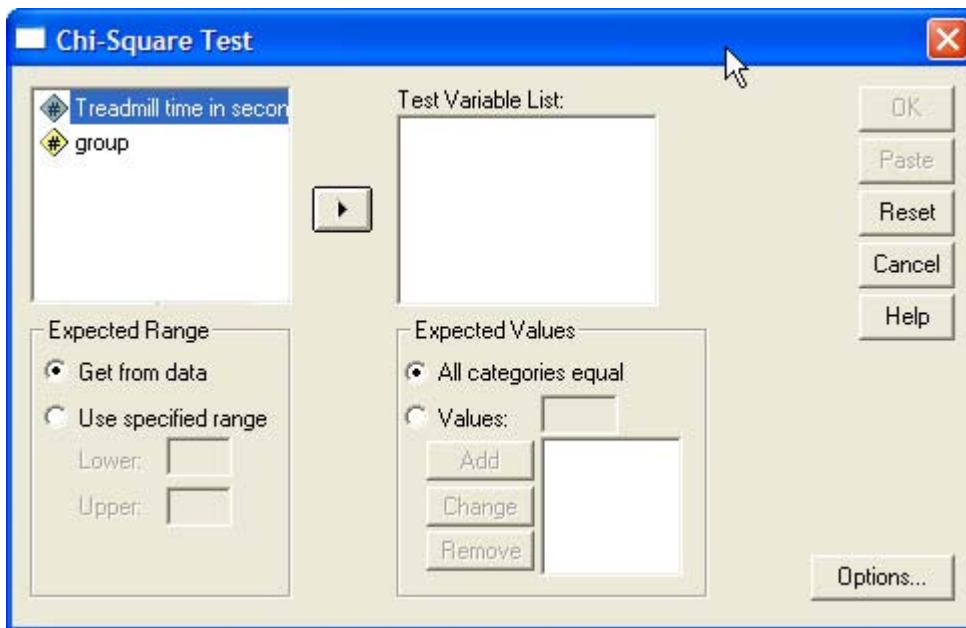 Chi-Square Test
Treadmill time in secon
group
Test Variable List:
OK
Paste
Reset
Cancel
Help
Expected Range
Get from data
Use specified range
Lower:
Upper:
Expected Values
All categories equal
Values:
Add
Change
Remove
Options...